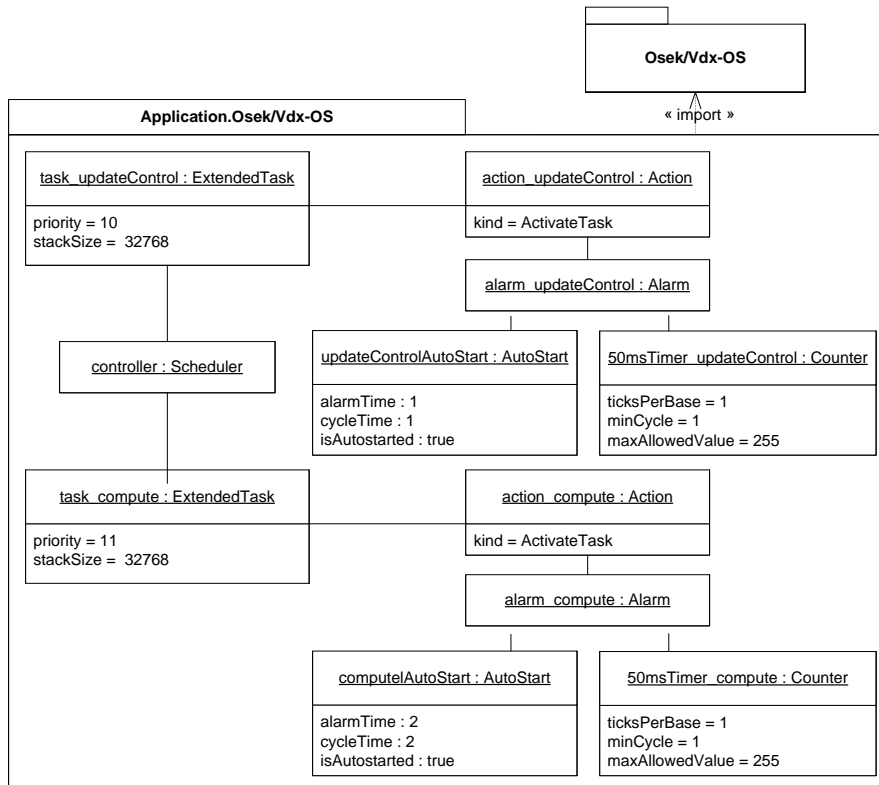 Osek/Vdx-OS
« import »
Application.Osek/Vdx-OS
task_updateControl : ExtendedTask
priority = 10
stackSize =  32768
action_updateControl : Action
kind = ActivateTask
alarm_updateControl : Alarm
controller : Scheduler
updateControlAutoStart : AutoStart
alarmTime : 1
cycleTime : 1
isAutostarted : true
50msTimer_updateControl : Counter
ticksPerBase = 1
minCycle = 1
maxAllowedValue = 255
task_compute : ExtendedTask
priority = 11
stackSize =  32768
action_compute : Action
kind = ActivateTask
alarm_compute : Alarm
computelAutoStart : AutoStart
alarmTime : 2
cycleTime : 2
isAutostarted : true
50msTimer_compute : Counter
ticksPerBase = 1
minCycle = 1
maxAllowedValue = 255